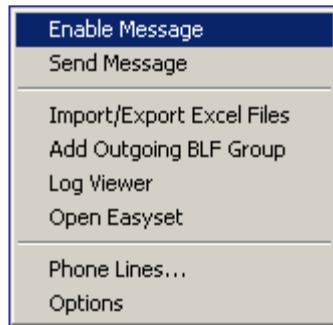 Enable Message
Send Message
Import/Export Excel Files
Add Outgoing BLF Group
Log Viewer
Open Easyset
Phone Lines...
Options